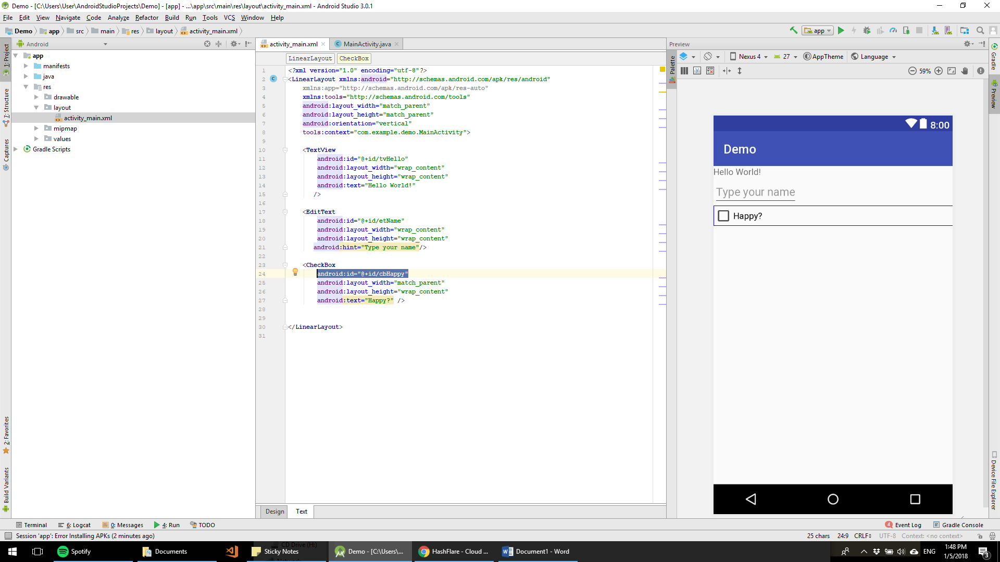 Demo - [C:\Users\User\AndroidStudioProjects\Demo] - [app] - ...\app\src\main\res\layout\activity_main.xml - Android Studio 3.0.1
File Edit View Navigate Code Analyze Refactor Build Run Tools VCS Window Help
Demo app src main res layout activity_main.xml
app
Android
activity_main.xml
MainActivity.java
Preview
1: Project
7: Structure
Captures
2: Favorites
Build Variants
app
manifests
java
res
drawable
layout
activity_main.xml
mipmap
values
Gradle Scripts
LinearLayout CheckBox
1 <?xml version="1.0" encoding="utf-8"?>
2 <LinearLayout xmlns:android="http://schemas.android.com/apk/res/android"
3 xmlns:app="http://schemas.android.com/apk/res-auto"
4 xmlns:tools="http://schemas.android.com/tools"
5 android:layout_width="match_parent"
6 android:layout_height="match_parent"
7 android:orientation="vertical"
8 tools:context="com.example.demo.MainActivity">
9
10 <TextView
11 android:id="@+id/tvHello"
12 android:layout_width="wrap_content"
13 android:layout_height="wrap_content"
14 android:text="Hello World!"
15 />
16
17 <EditText
18 android:id="@+id/etName"
19 android:layout_width="wrap_content"
20 android:layout_height="wrap_content"
21 android:hint="Type your name"/>
22
23 <CheckBox
24 android:id="@+id/cbHappy"
25 android:layout_width="match_parent"
26 android:layout_height="wrap_content"
27 android:text="Happy?" />
28
29
30 </LinearLayout>
31
Design Text
Palette
Nexus 4 27 AppTheme Language
59%
8:00
Demo
Hello World!
Type your name
Happy?
Gradle
Preview
Device File Explorer
Terminal 6: Logcat 0: Messages 4: Run TODO
4 Event Log Gradle Console
Session 'app': Error Installing APKs (2 minutes ago)
25 chars 24:9 CRLF UTF-8 Context: <no context>
Spotify
Documents
CD Drive (H:)
Sticky Notes
Demo - [C:\Users\...
HashFlare - Cloud ...
Document1 - Word
ENG
1:48 PM
1/5/2018
3